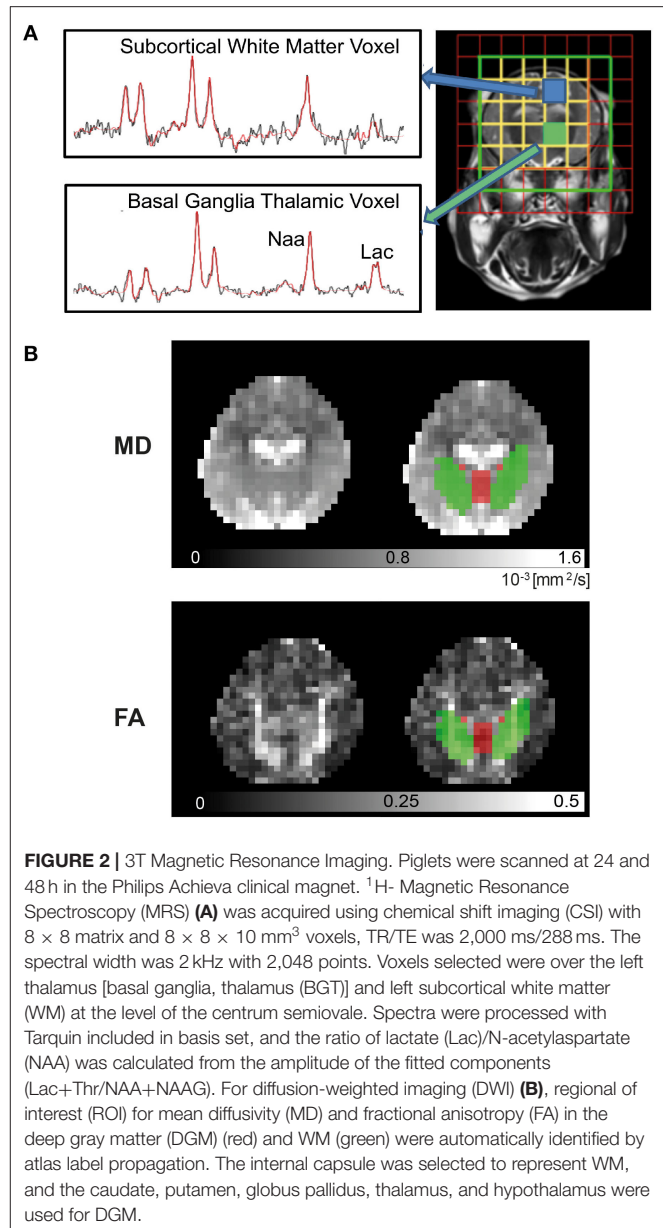 A
Subcortical White Matter Voxel
Basal Ganglia Thalamic Voxel
Naa
Lac
B
MD
0 0.8 1.6
10⁻³[mm²/s]
FA
0 0.25 0.5
FIGURE 2 | 3T Magnetic Resonance Imaging. Piglets were scanned at 24 and
48 h in the Philips Achieva clinical magnet. ¹H- Magnetic Resonance
Spectroscopy (MRS) (A) was acquired using chemical shift imaging (CSI) with
8 × 8 matrix and 8 × 8 × 10 mm³ voxels, TR/TE was 2,000 ms/288 ms. The
spectral width was 2 kHz with 2,048 points. Voxels selected were over the left
thalamus [basal ganglia, thalamus (BGT)] and left subcortical white matter
(WM) at the level of the centrum semiovale. Spectra were processed with
Tarquin included in basis set, and the ratio of lactate (Lac)/N-acetylaspartate
(NAA) was calculated from the amplitude of the fitted components
(Lac+Thr/NAA+NAAG). For diffusion-weighted imaging (DWI) (B), regional of
interest (ROI) for mean diffusivity (MD) and fractional anisotropy (FA) in the
deep gray matter (DGM) (red) and WM (green) were automatically identified by
atlas label propagation. The internal capsule was selected to represent WM,
and the caudate, putamen, globus pallidus, thalamus, and hypothalamus were
used for DGM.